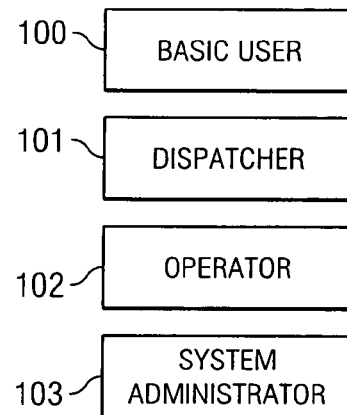 100
BASIC USER
101
DISPATCHER
102
OPERATOR
103
SYSTEM
ADMINISTRATOR